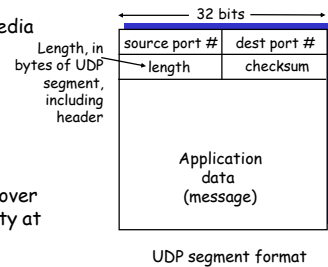 32 bits
edia
Length, in
bytes of UDP
segment,
including
header
source port # dest port #
length checksum
Application
data
(message)
over
ty at
UDP segment format